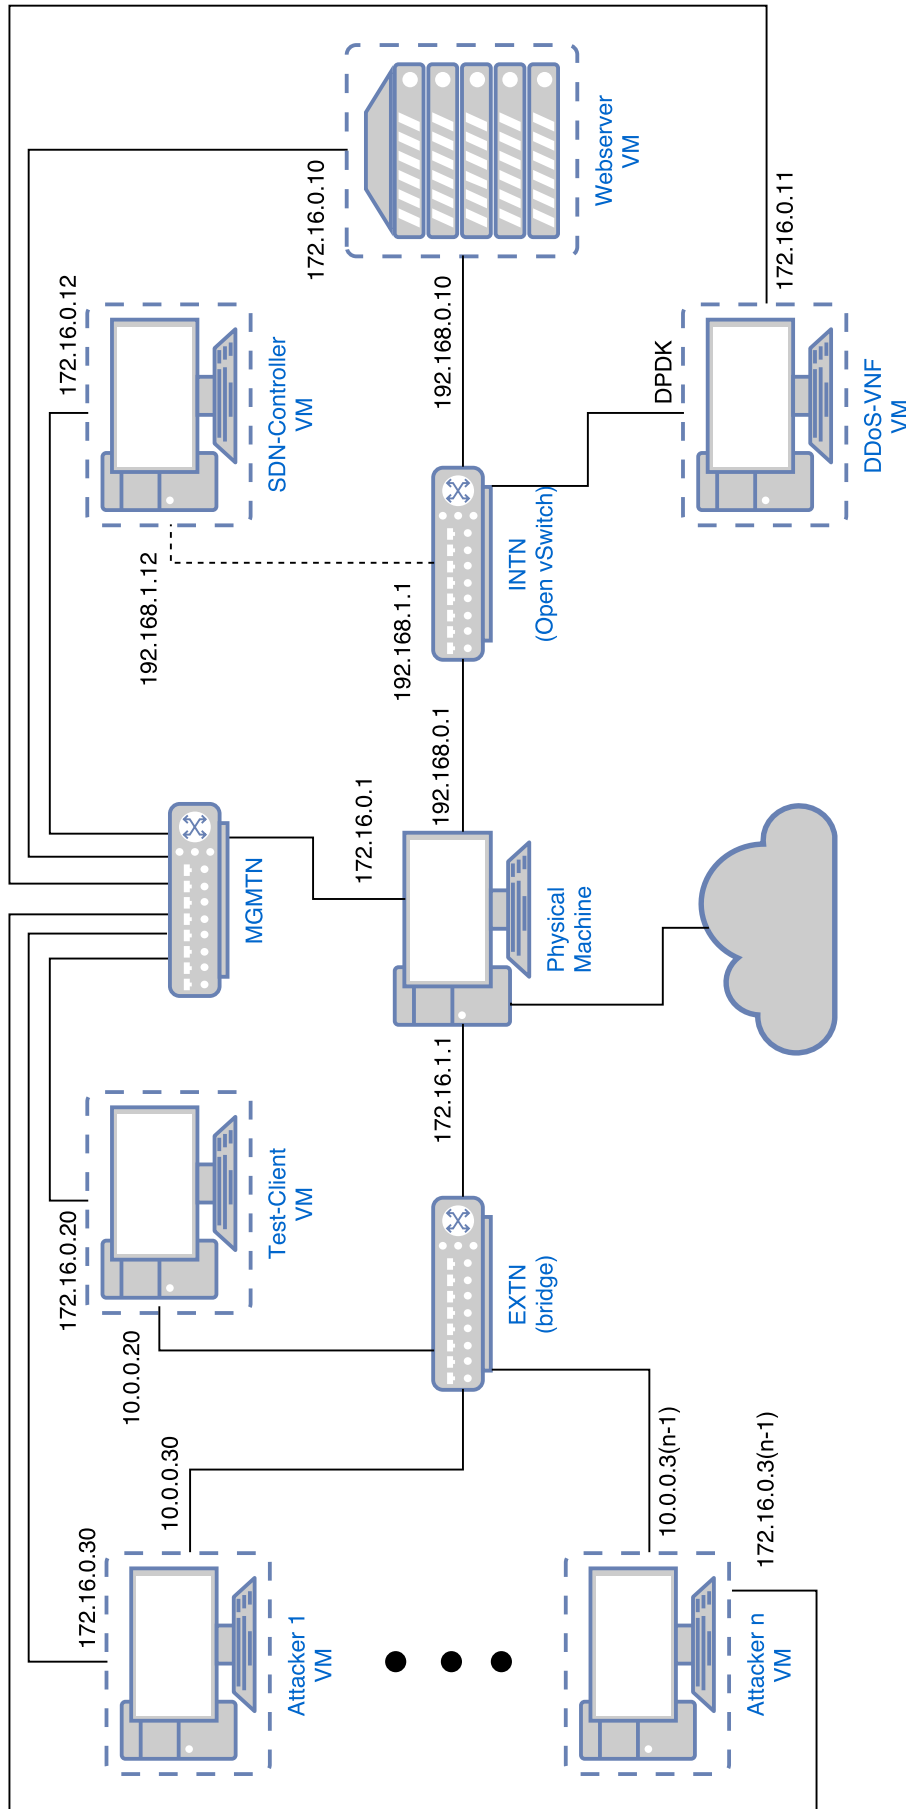 172.16.0.30
Attacker 1
VM
10.0.0.30
172.16.0.20
10.0.0.20
Test-Client
VM
MGMTN
172.16.0.12
SDN-Controller
VM
192.168.1.12
172.16.0.10
Webserver
VM
EXTN
(bridge)
172.16.1.1
172.16.0.1
Physical
Machine
192.168.0.1
192.168.1.1
INTN
(Open vSwitch)
192.168.0.10
Attacker n
VM
10.0.0.3(n-1)
172.16.0.3(n-1)
DPDK
DDoS-VNF
VM
172.16.0.11